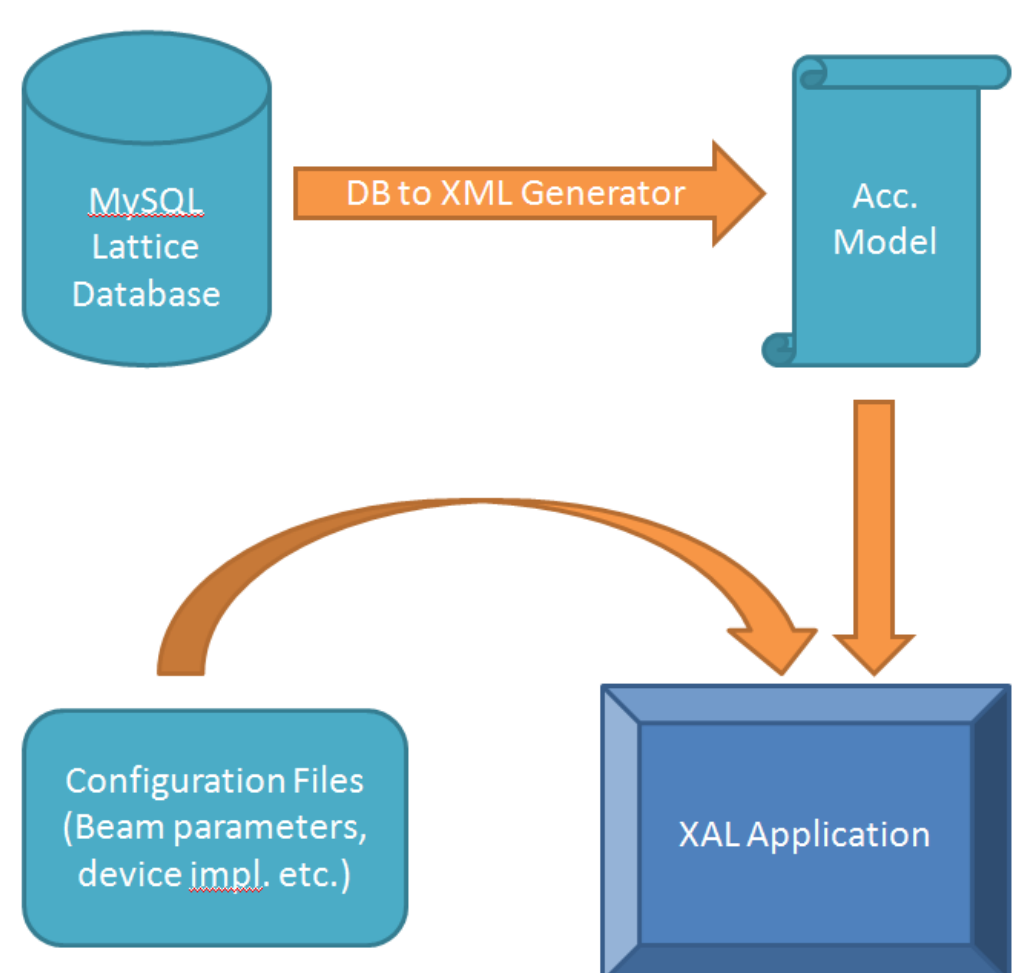 MySQL
Lattice
Database
DB to XML Generator
Acc.
Model
Configuration Files
(Beam parameters,
device impl. etc.)
XAL Application